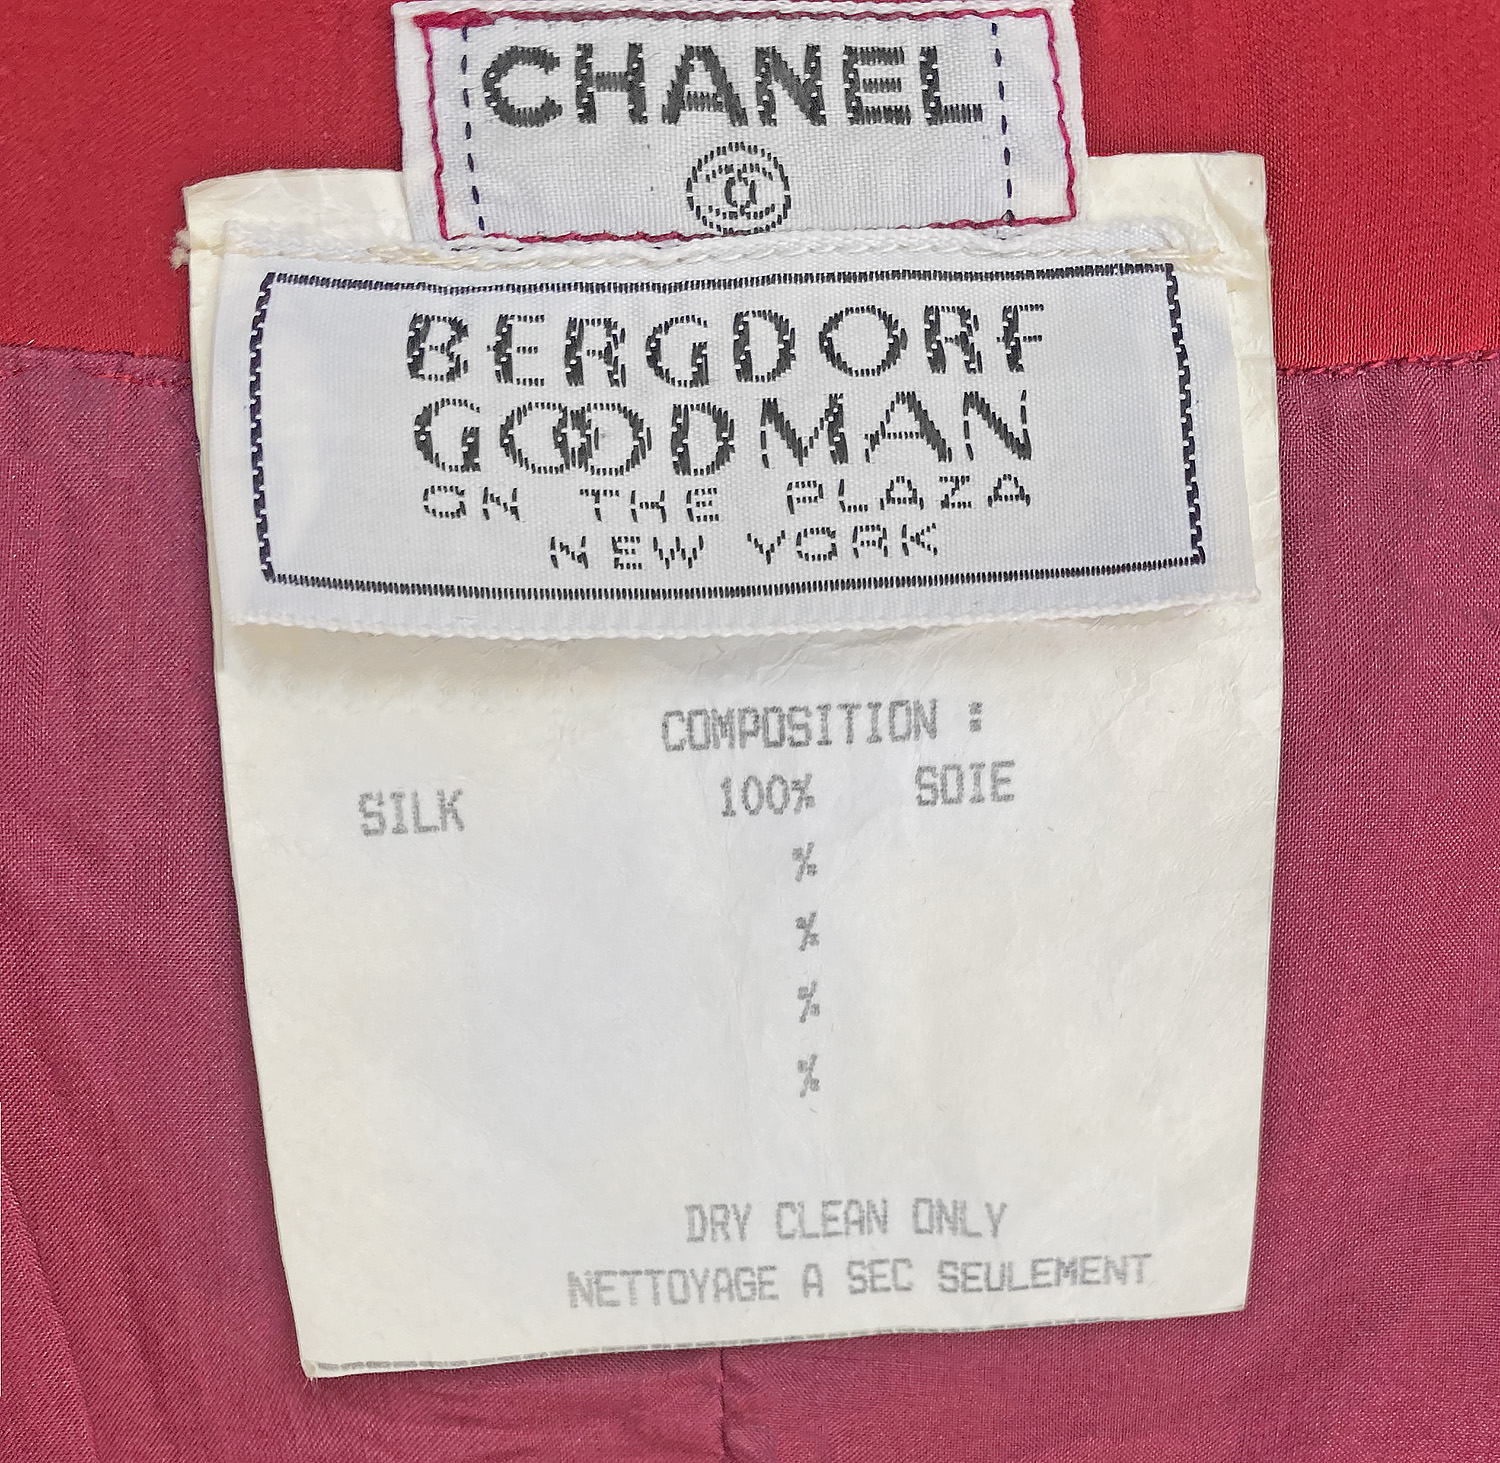 CHANEL
BERGDORF
GOODMAN
ON THE PLAZA
NEW YORK
COMPOSITION :
SILK 100% SOIE
%
%
%
%
DRY CLEAN ONLY
NETTOYAGE A SEC SEULEMENT